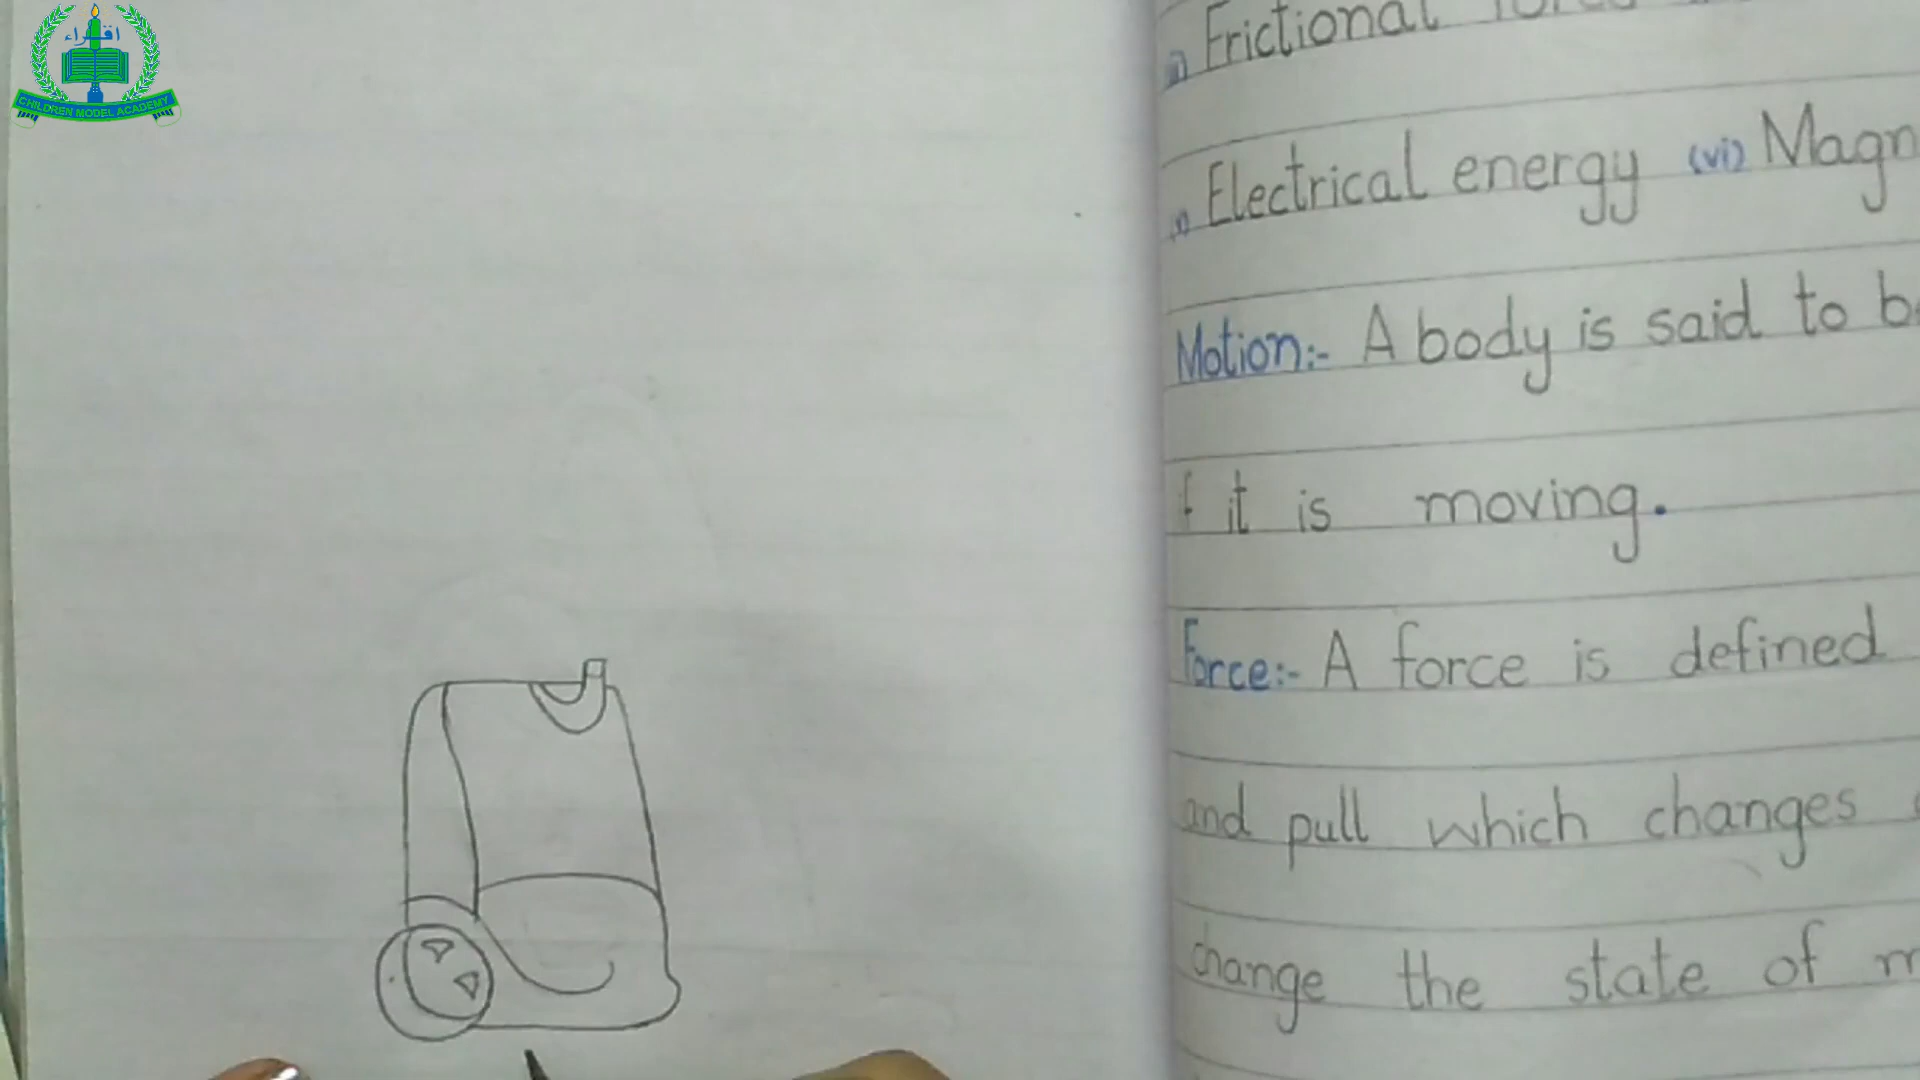 اقراء
CHILDREN MODEL ACADEMY
Frictional
Electrical energy (vi) Magn
Motion:- A body is said to b
f it is moving.
Force:- A force is defined
and pull which changes
change the state of m